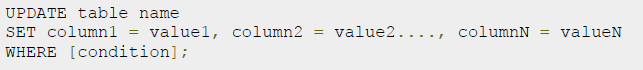 UPDATE table name
SET column1 = value1, column2 = value2...., columnN = valueN
WHERE [condition];